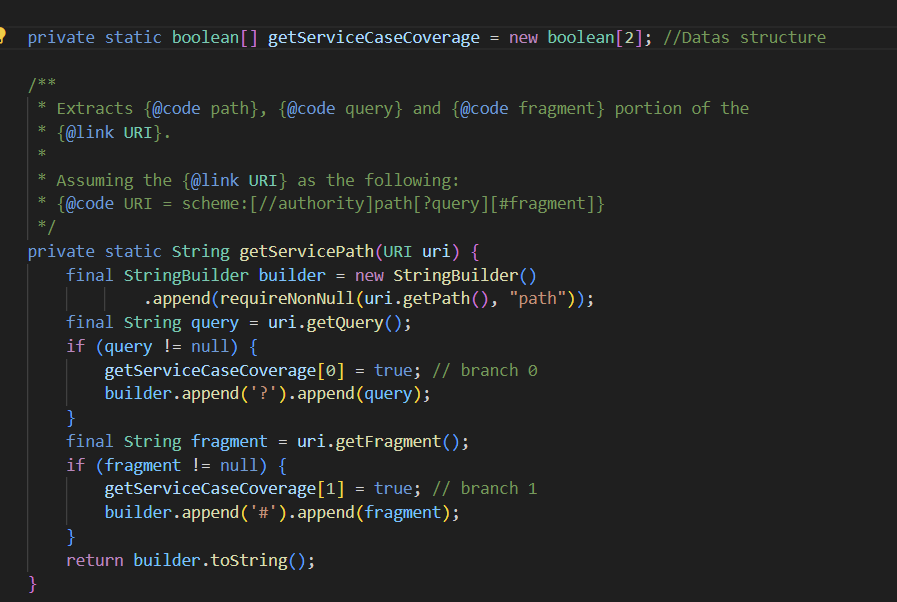 private static boolean[] getServiceCaseCoverage = new boolean[2]; //Datas structure
/**
 * Extracts {@code path}, {@code query} and {@code fragment} portion of the
 * {@link URI}.
 *
 * Assuming the {@link URI} as the following:
 * {@code URI = scheme:[//authority]path[?query][#fragment]}
 */
private static String getServicePath(URI uri) {
    final StringBuilder builder = new StringBuilder()
            .append(requireNonNull(uri.getPath(), "path"));
    final String query = uri.getQuery();
    if (query != null) {
        getServiceCaseCoverage[0] = true; // branch 0
        builder.append('?').append(query);
    }
    final String fragment = uri.getFragment();
    if (fragment != null) {
        getServiceCaseCoverage[1] = true; // branch 1
        builder.append('#').append(fragment);
    }
    return builder.toString();
}